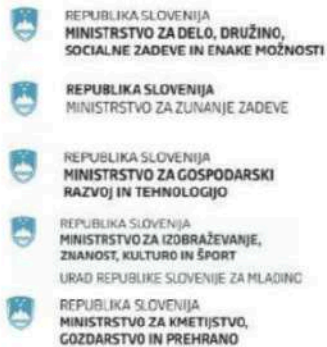 REPUBLIKA SLOVENIJA
MINISTRSTVO ZA DELO, DRUŽINO,
SOCIALNE ZADEVE IN ENAKE MOŽNOSTI
REPUBLIKA SLOVENIJA
MINISTRSTVO ZA ZUNANJE ZADEVE
REPUBLIKA SLOVENIJA
MINISTRSTVO ZA GOSPODARSKI
RAZVOJ IN TEHNOLOGIJO
REPUBLIKA SLOVENIJA
MINISTRSTVO ZA IZOBRAŽEVANJE,
ZNANOST, KULTURO IN ŠPORT
URAD REPUBLIKE SLOVENIJE ZA MLADINO
REPUBLIKA SLOVENIJA
MINISTRSTVO ZA KMETIJSTVO,
GOZDARSTVO IN PREHRANO